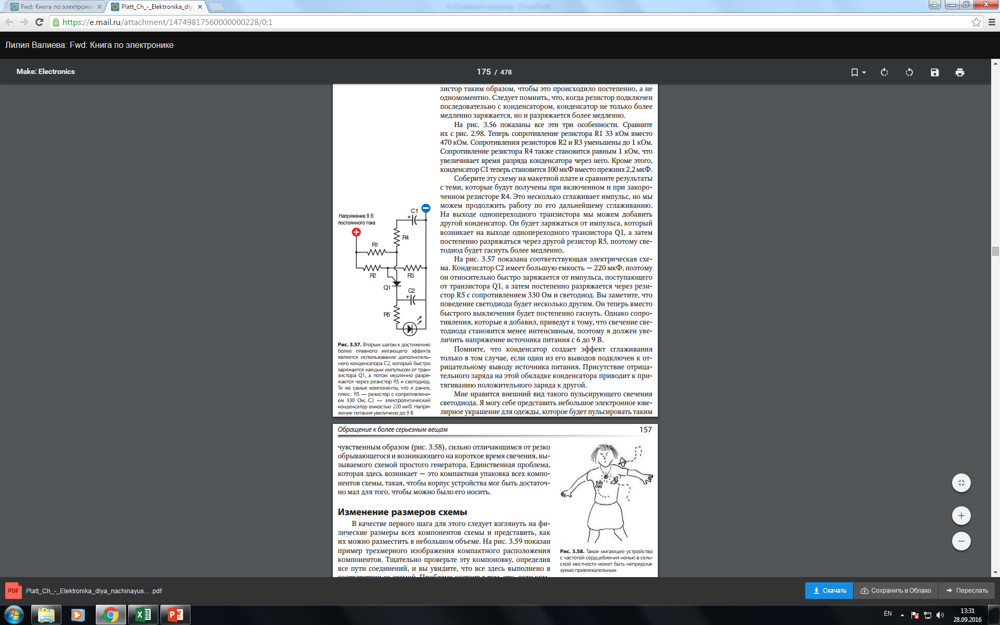 Fwd: Книга по электрони
Platt_Ch_-_Elektronika_dly
https://e.mail.ru/attachment/14749817560000000228/0;1
Лилия Валиева: Fwd: Книга по электронике
Make: Electronics
175 / 478
зистор таким образом, чтобы это происходило постепенно, а не
одномоментно. Следует помнить, что, когда резистор подключен
последовательно с конденсатором, конденсатор не только более
медленно заряжается, но и разряжается более медленно.
На рис. 3.56 показаны все эти три особенности. Сравните
их с рис. 2.98. Теперь сопротивление резистора R1 33 кОм вместо
470 кОм. Сопротивления резисторов R2 и R3 уменьшены до 1 кОм.
Сопротивление резистора R4 также становится равным 1 кОм, что
увеличивает время разряда конденсатора через него. Кроме этого,
конденсатор C1 теперь становится 100 мкФ вместо прежних 2,2 мкФ.
Соберите эту схему на макетной плате и сравните результаты
с теми, которые будут получены при включенном и при закоро-
ченном резисторе R4. Это несколько сглаживает импульс, но мы
можем продолжить работу по его дальнейшему сглаживанию.
На выходе однопереходного транзистора мы можем добавить
другой конденсатор. Он будет заряжаться от импульса, который
возникает на выходе однопереходного транзистора Q1, а затем
постепенно разряжаться через другой резистор R5, поэтому све-
тодиод будет гаснуть более медленно.
На рис. 3.57 показана соответствующая электрическая схе-
ма. Конденсатор C2 имеет большую емкость — 220 мкФ, поэтому
он относительно быстро заряжается от импульса, поступающего
от транзистора Q1, а затем постепенно разряжается через рези-
стор R5 с сопротивлением 330 Ом и светодиод. Вы заметите, что
поведение светодиода будет несколько другим. Он теперь вместо
быстрого выключения будет постепенно гаснуть. Однако сопро-
тивления, которые я добавил, приведут к тому, что свечение све-
тодиода становится менее интенсивным, поэтому я должен уве-
личить напряжение источника питания с 6 до 9 В.
Помните, что конденсатор создает эффект сглаживания
только в том случае, если один из его выводов подключен к от-
рицательному выводу источника питания. Присутствие отрица-
тельного заряда на этой обкладке конденсатора приводит к при-
тягиванию положительного заряда к другой.
Мне нравится внешний вид такого пульсирующего свечения
светодиода. Я могу себе представить небольшое электронное юве-
лирное украшение для одежды, которое будет пульсировать таким
Напряжение 9 В
постоянного тока
C1
+
R4
R1
R2
R3
Q1
C2
+
R5
Рис. 3.57. Вторым шагом к достижению
более плавного мигающего эффекта
является использование дополнитель-
ного конденсатора C2, который быстро
заряжается каждым импульсом от тран-
зистора Q1, а потом медленно разря-
жается через резистор R5 и светодиод.
Те же самые компоненты, что и ранее,
плюс: R5 — резистор с сопротивлени-
ем 330 Ом; C2 — электролитический
конденсатор емкостью 220 мкФ. Напря-
жение питания увеличено до 9 В
Обращение к более серьезным вещам
157
чувственным образом (рис. 3.58), сильно отличающимся от резко
обрывающегося и возникающего на короткое время свечения, вы-
зываемого схемой простого генератора. Единственная проблема,
которая здесь возникает — это компактная упаковка всех компо-
нентов схемы, такая, чтобы корпус устройства мог быть достаточ-
но мал для того, чтобы можно было его носить.
Изменение размеров схемы
В качестве первого шага для этого следует взглянуть на фи-
зические размеры всех компонентов схемы и представить, как
их можно разместить в небольшом объеме. На рис. 3.59 показан
пример трехмерного изображения компактного расположения
компонентов. Тщательно проверьте эту компоновку, определив
все пути соединений, и вы увидите, что все здесь выполнено в
соответствии со схемой. Проблема состоит в том, что, если ком-
Рис. 3.58. Такое мигающее устройство
с частотой сердцебиения ночью в сель-
ской местности может быть непредска-
зуемо привлекательным
PDF
Platt_Ch_-_Elektronika_dlya_nachinayus... .pdf
Скачать
Сохранить в Облако
Переслать
EN
13:31
28.09.2016